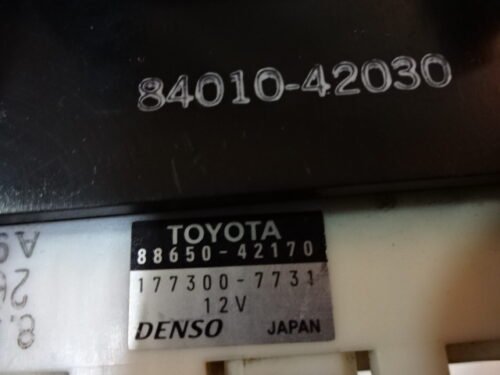 84010-42030
TOYOTA
88650-42170
177300-7731
12V
DENSO JAPAN